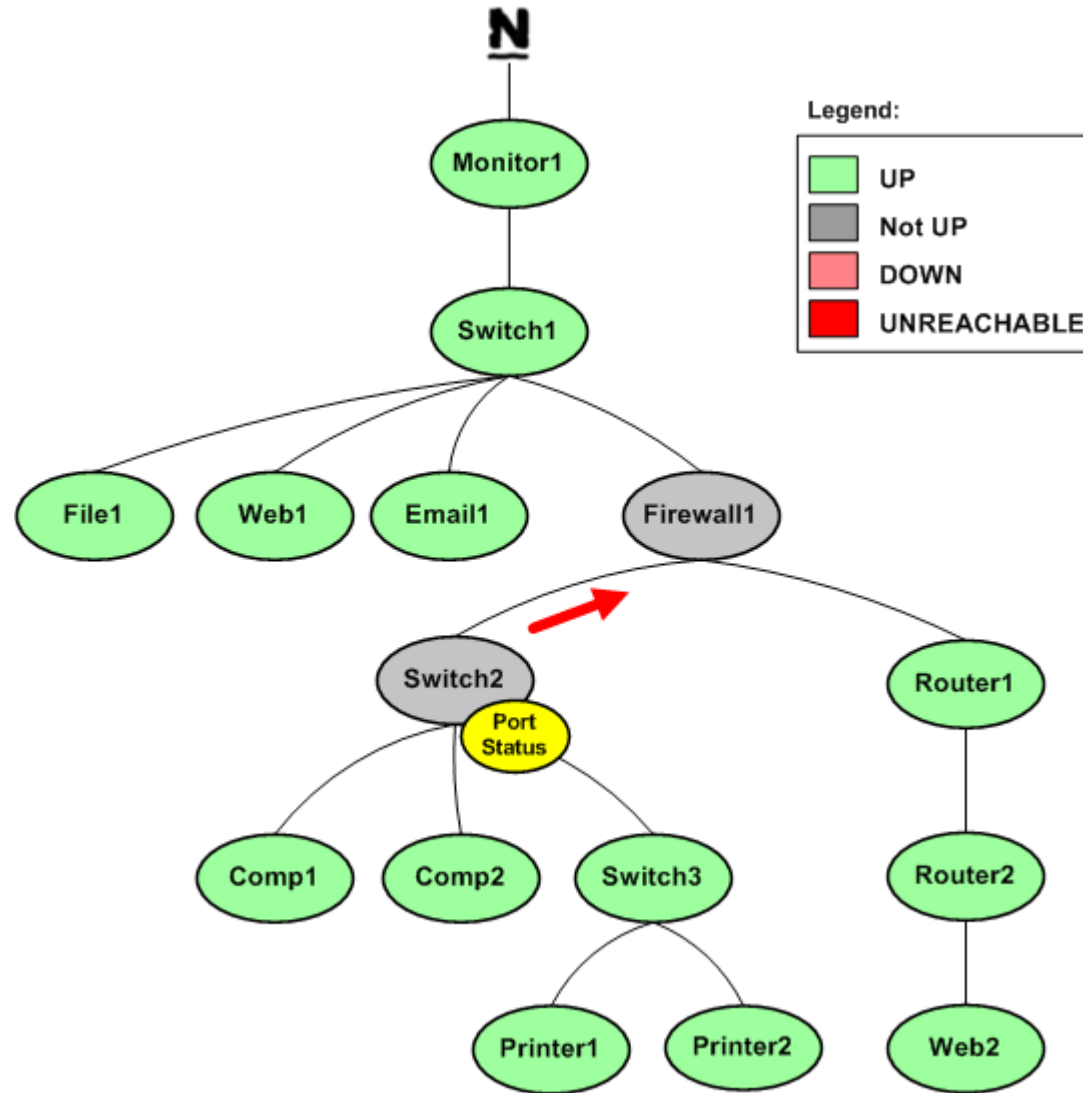 N
Legend:
Monitor1
UP
Not UP
DOWN
UNREACHABLE
Switch1
File1
Web1
Email1
Firewall1
Switch2
Port
Status
Router1
Comp1
Comp2
Switch3
Router2
Printer1
Printer2
Web2